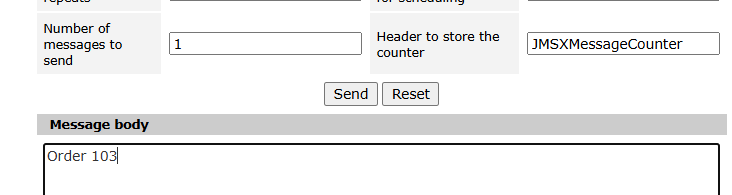 repeats for scheduling
Number of messages to send 1 Header to store the counter JMSXMessageCounter
Send Reset
Message body
Order 103